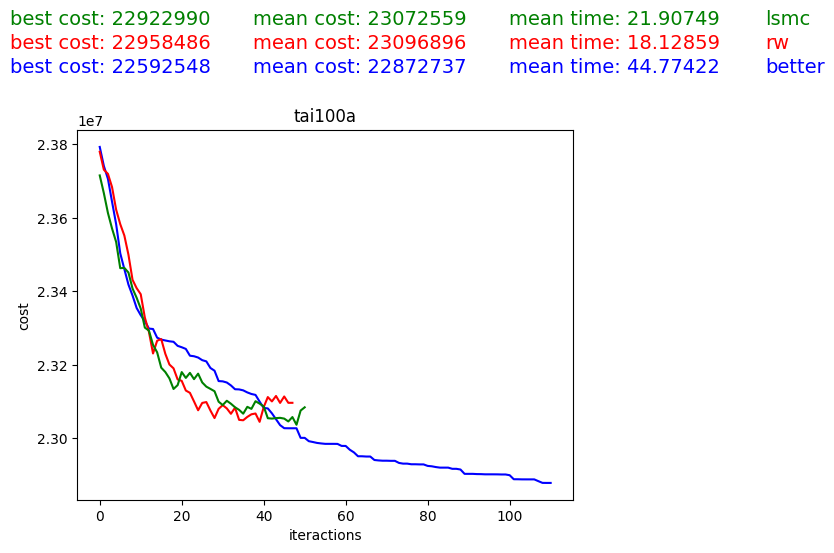 best cost: 22922990 mean cost: 23072559 mean time: 21.90749 lsmc
best cost: 22958486 mean cost: 23096896 mean time: 18.12859 rw
best cost: 22592548 mean cost: 22872737 mean time: 44.77422 better
tai100a
1e7
2.38
2.36
2.34
2.32
2.30
cost
0 20 40 60 80 100
iteractions